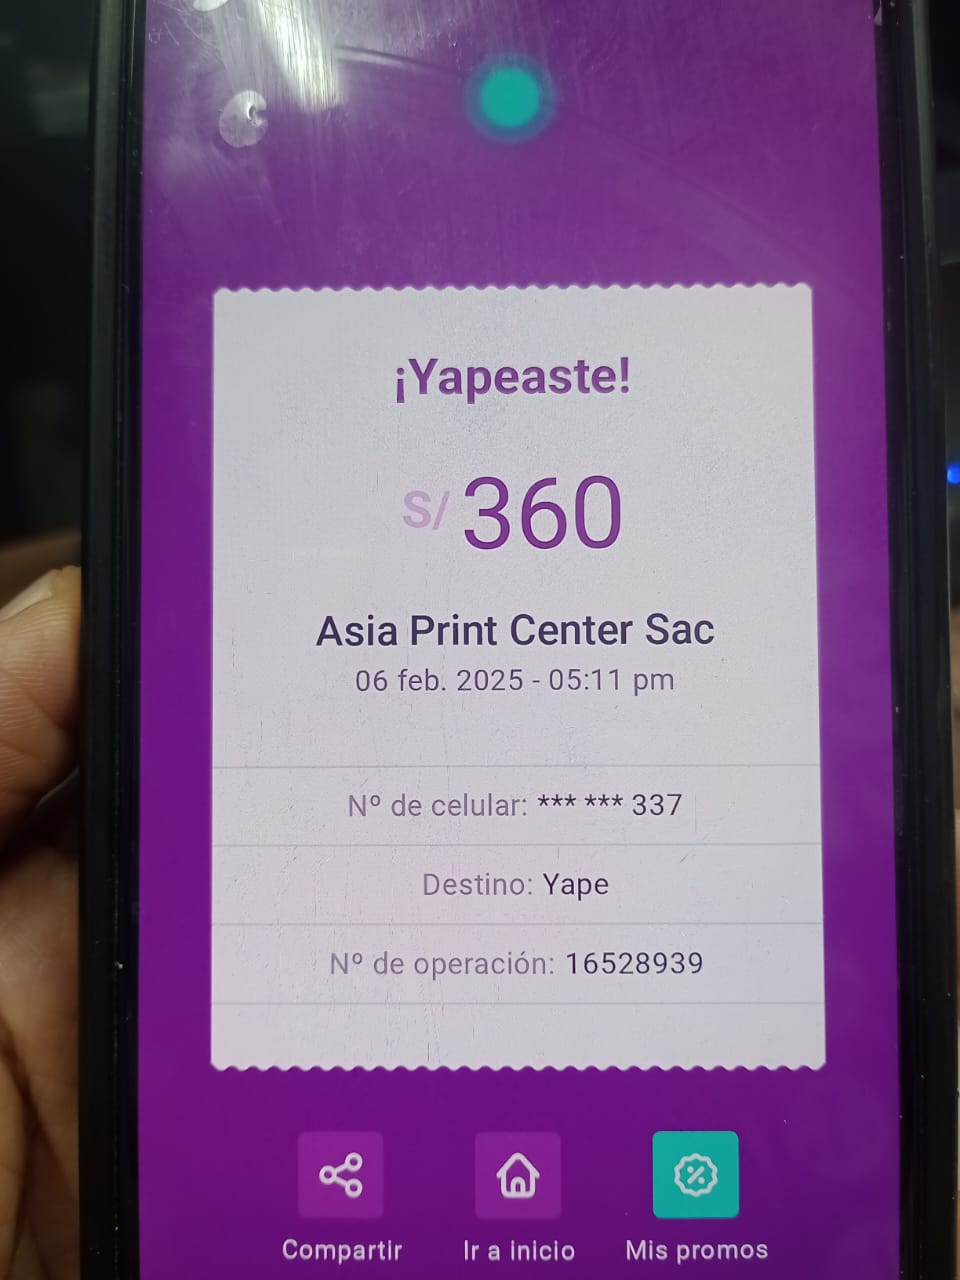 ¡Yapeaste!
S/ 360
Asia Print Center Sac
06 feb. 2025 - 05:11 pm
Nº de celular: *** *** 337
Destino: Yape
Nº de operación: 16528939
Compartir
Ir a inicio
Mis promos